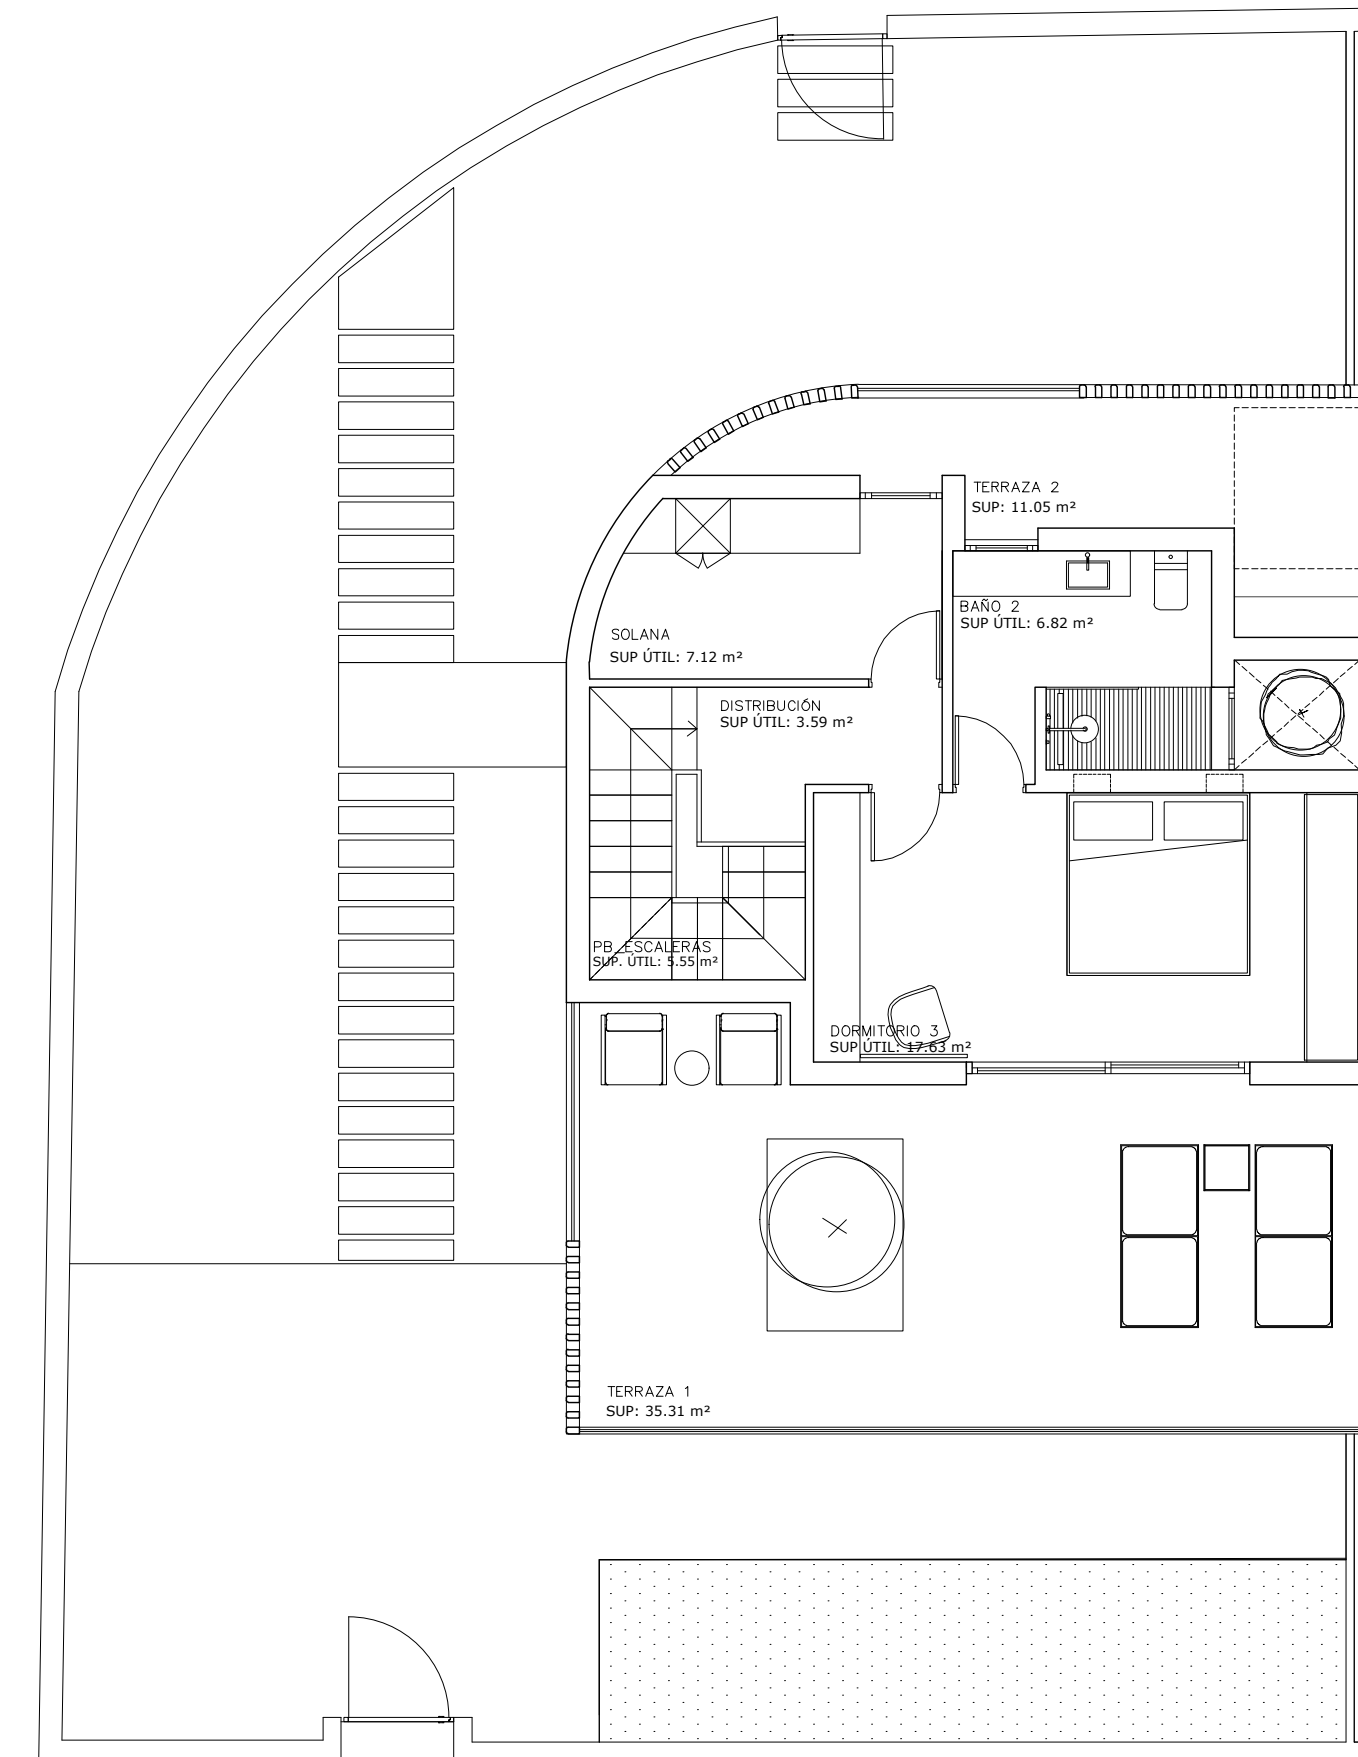 TERRAZA 2
SUP: 11.05 m²
BAÑO 2
SUP ÚTIL: 6.82 m²
SOLANA
SUP ÚTIL: 7.12 m²
DISTRIBUCIÓN
SUP ÚTIL: 3.59 m²
PB_ESCALERAS
SUP. ÚTIL: 5.55 m²
DORMITORIO 3
SUP ÚTIL: 17.63 m²
TERRAZA 1
SUP: 35.31 m²